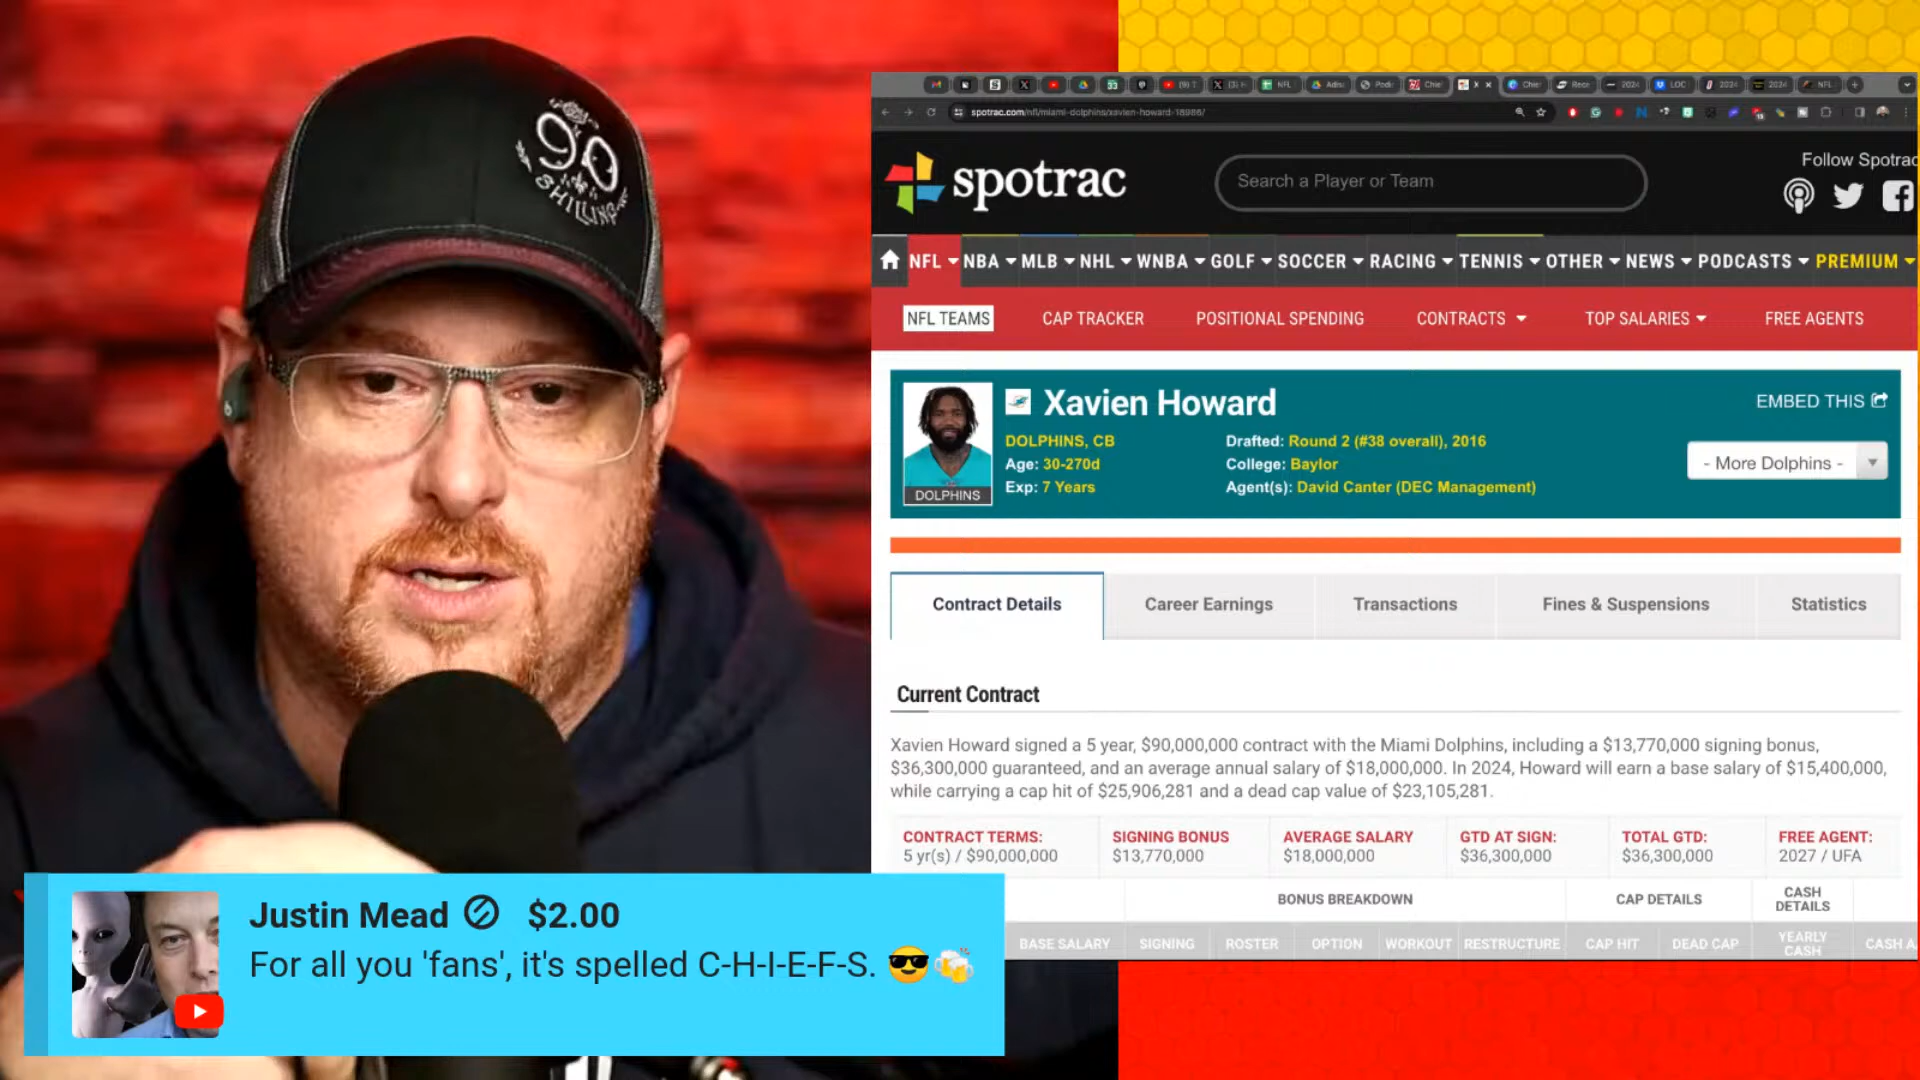 90
SHILLING
spotrac.com/nfl/miami-dolphins/xavien-howard-18986/
spotrac
Search a Player or Team
Follow Spotrac
NFL NBA MLB NHL WNBA GOLF SOCCER RACING TENNIS OTHER NEWS PODCASTS PREMIUM
NFL TEAMS CAP TRACKER POSITIONAL SPENDING CONTRACTS TOP SALARIES FREE AGENTS
Xavien Howard
EMBED THIS
DOLPHINS, CB
Drafted: Round 2 (#38 overall), 2016
Age: 30-270d
College: Baylor
- More Dolphins -
Exp: 7 Years
Agent(s): David Canter (DEC Management)
DOLPHINS
Contract Details Career Earnings Transactions Fines & Suspensions Statistics
Current Contract
Xavien Howard signed a 5 year, $90,000,000 contract with the Miami Dolphins, including a $13,770,000 signing bonus,
$36,300,000 guaranteed, and an average annual salary of $18,000,000. In 2024, Howard will earn a base salary of $15,400,000,
while carrying a cap hit of $25,906,281 and a dead cap value of $23,105,281.
CONTRACT TERMS: SIGNING BONUS AVERAGE SALARY GTD AT SIGN: TOTAL GTD: FREE AGENT:
5 yr(s) / $90,000,000 $13,770,000 $18,000,000 $36,300,000 $36,300,000 2027 / UFA
BONUS BREAKDOWN CAP DETAILS CASH DETAILS
BASE SALARY SIGNING ROSTER OPTION WORKOUT RESTRUCTURE CAP HIT DEAD CAP YEARLY CASH CASH
Justin Mead $2.00
For all you 'fans', it's spelled C-H-I-E-F-S. 😎🍻